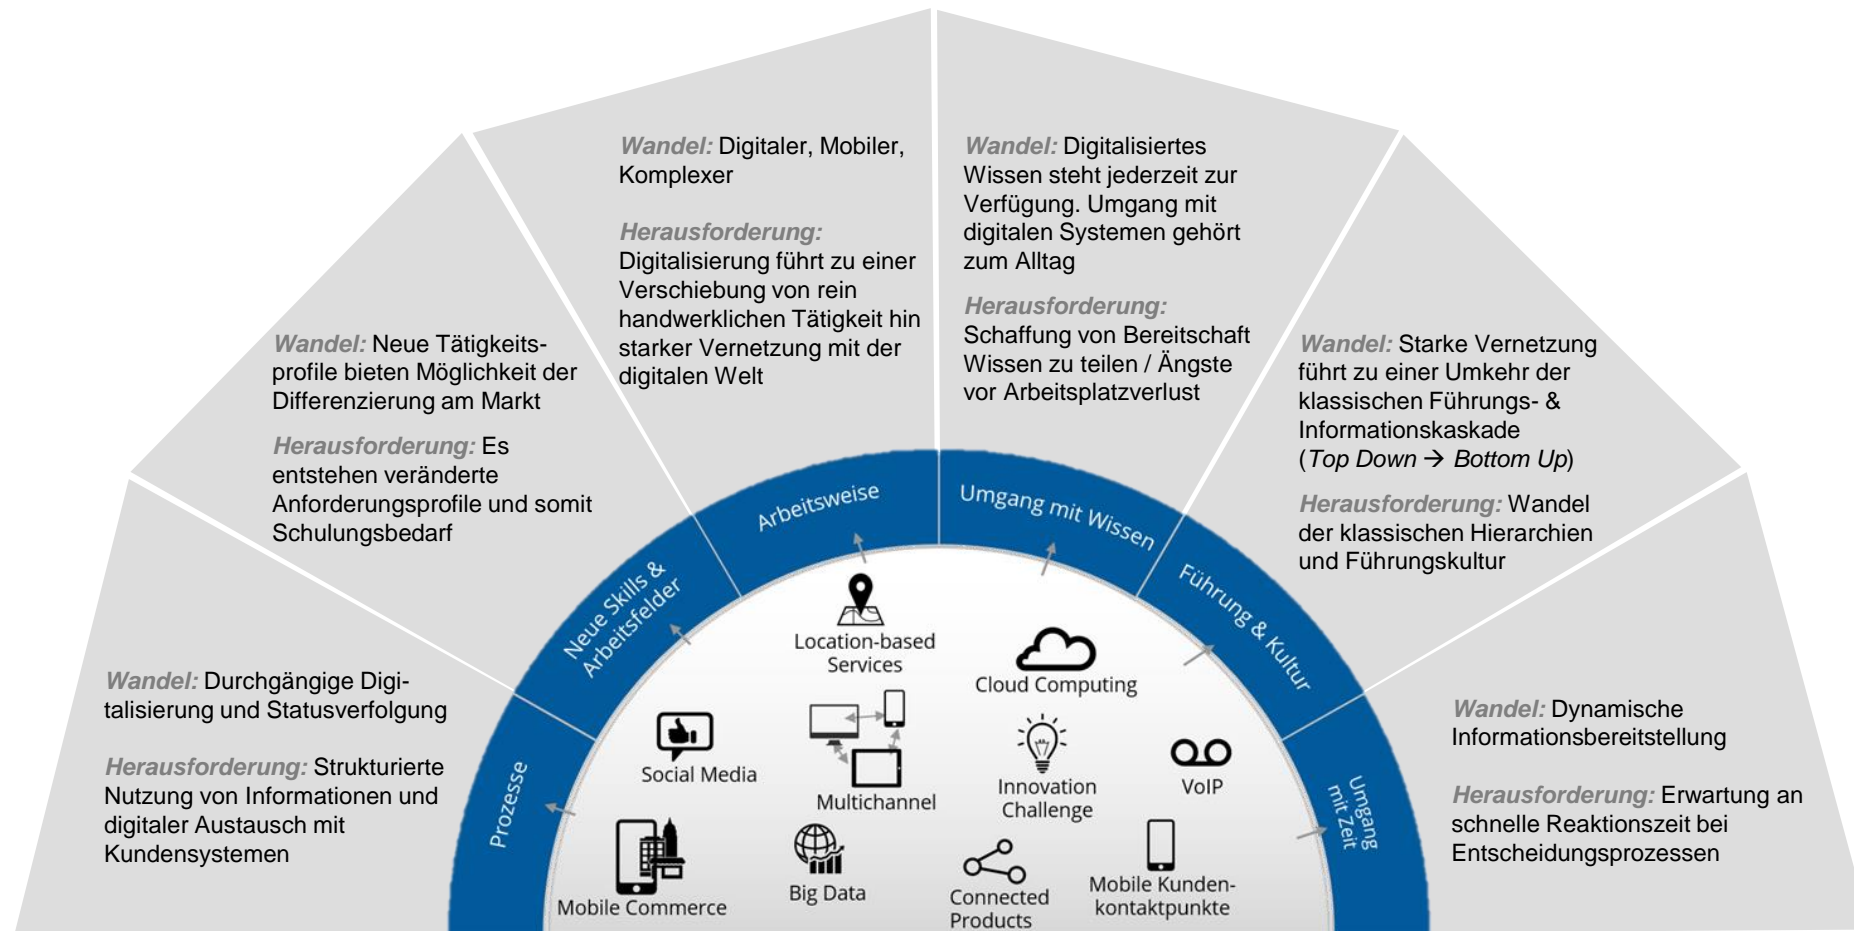 Wandel: Durchgängige Digi-
talisierung und Statusverfolgung
Herausforderung: Strukturierte
Nutzung von Informationen und
digitaler Austausch mit
Kundensystemen
Wandel: Neue Tätigkeits-
profile bieten Möglichkeit der
Differenzierung am Markt
Herausforderung: Es
entstehen veränderte
Anforderungsprofile und somit
Schulungsbedarf
Wandel: Digitaler, Mobiler,
Komplexer
Herausforderung:
Digitalisierung führt zu einer
Verschiebung von rein
handwerklichen Tätigkeit hin
starker Vernetzung mit der
digitalen Welt
Wandel: Digitalisiertes
Wissen steht jederzeit zur
Verfügung. Umgang mit
digitalen Systemen gehört
zum Alltag
Herausforderung:
Schaffung von Bereitschaft
Wissen zu teilen / Ängste
vor Arbeitsplatzverlust
Wandel: Starke Vernetzung
führt zu einer Umkehr der
klassischen Führungs- &
Informationskaskade
(Top Down → Bottom Up)
Herausforderung: Wandel
der klassischen Hierarchien
und Führungskultur
Wandel: Dynamische
Informationsbereitstellung
Herausforderung: Erwartung an
schnelle Reaktionszeit bei
Entscheidungsprozessen
Prozesse
Neue Skills &
Arbeitsfelder
Arbeitsweise
Umgang mit Wissen
Führung & Kultur
Umgang
mit Zeit
Location-based
Services
Cloud Computing
Social Media
Multichannel
Innovation
Challenge
VoIP
Mobile Commerce
Big Data
Connected
Products
Mobile Kunden-
kontaktpunkte